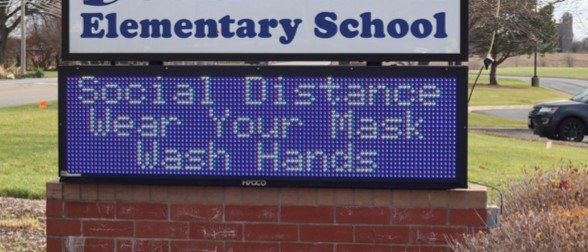 Elementary School
Social Distance
Wear Your Mask
Wash Hands